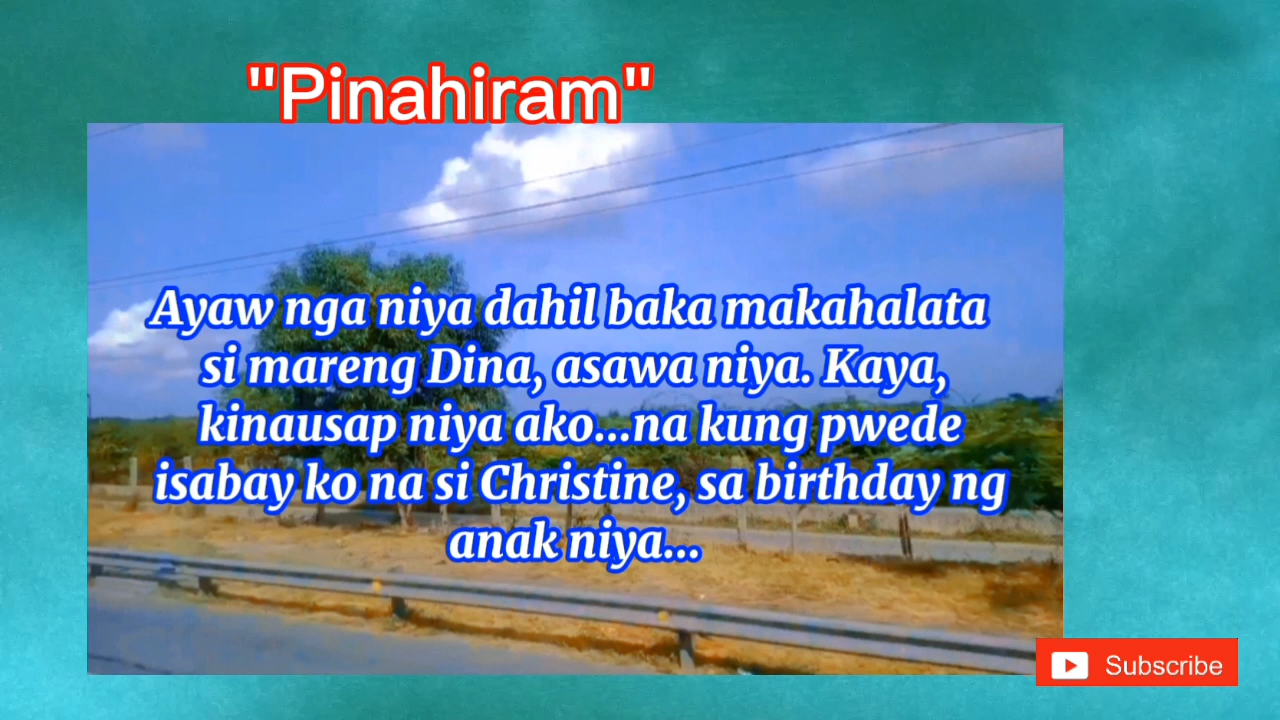 "Pinahiram"
Ayaw nga niya dahil baka makahalata
si mareng Dina, asawa niya. Kaya,
kinausap niya ako...na kung pwede
isabay ko na si Christine, sa birthday ng
anak niya...
Subscribe